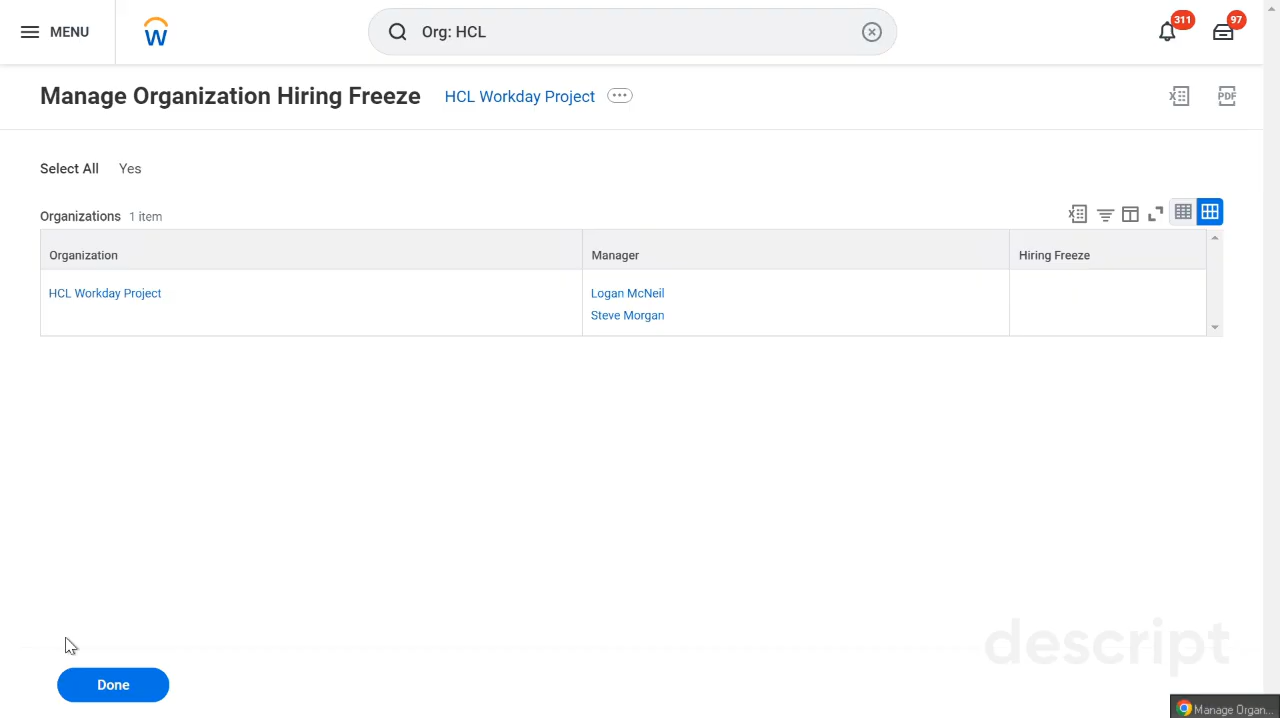 MENU
W
Org: HCL
311
97
Manage Organization Hiring Freeze
HCL Workday Project
PDF
Select All Yes
Organizations 1 item
Organization Manager Hiring Freeze
HCL Workday Project Logan McNeil
Steve Morgan
descript
Done
Manage Organ...